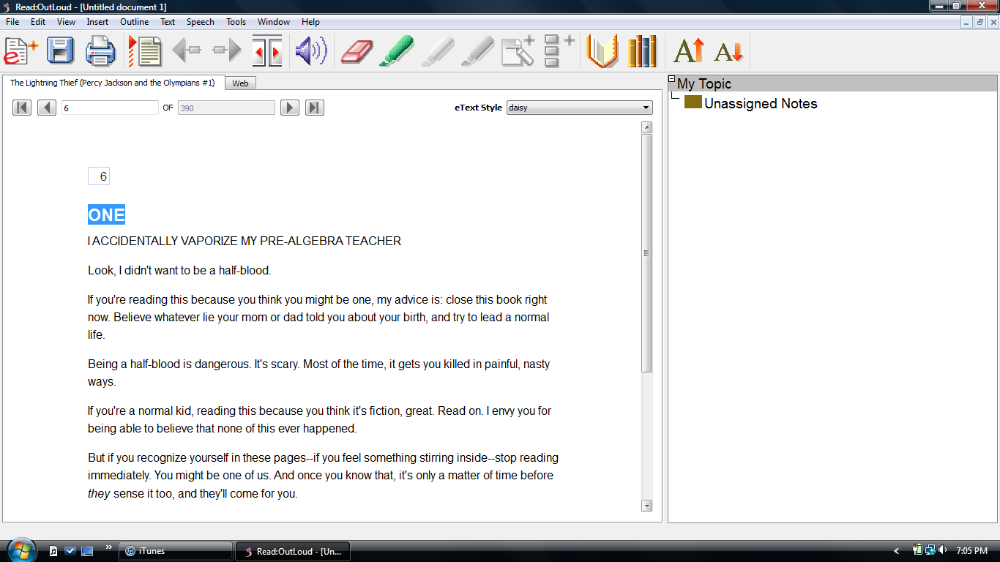 Read:OutLoud - [Untitled document 1]
File Edit View Insert Outline Text Speech Tools Window Help
The Lightning Thief (Percy Jackson and the Olympians #1) Web
6 OF 390 eText Style daisy
6
ONE
I ACCIDENTALLY VAPORIZE MY PRE-ALGEBRA TEACHER
Look, I didn't want to be a half-blood.
If you're reading this because you think you might be one, my advice is: close this book right
now. Believe whatever lie your mom or dad told you about your birth, and try to lead a normal
life.
Being a half-blood is dangerous. It's scary. Most of the time, it gets you killed in painful, nasty
ways.
If you're a normal kid, reading this because you think it's fiction, great. Read on. I envy you for
being able to believe that none of this ever happened.
But if you recognize yourself in these pages--if you feel something stirring inside--stop reading
immediately. You might be one of us. And once you know that, it's only a matter of time before
they sense it too, and they'll come for you.
My Topic
Unassigned Notes
iTunes
Read:OutLoud - [Un...
7:05 PM